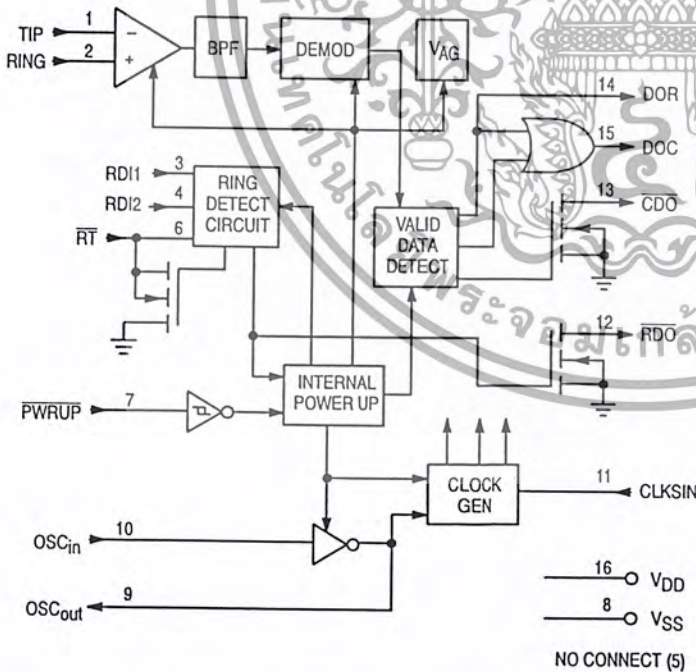 TIP 1 −
RING 2 +
BPF
DEMOD
VAG
14 DOR
15 DOC
13 CDO
RDI1 3
RDI2 4
RT 6
RING
DETECT
CIRCUIT
VALID
DATA
DETECT
12 RDO
INTERNAL
POWER UP
PWRUP 7
CLOCK
GEN
11 CLKSIN
OSCin 10
OSCout 9
16 VDD
8 VSS
NO CONNECT (5)